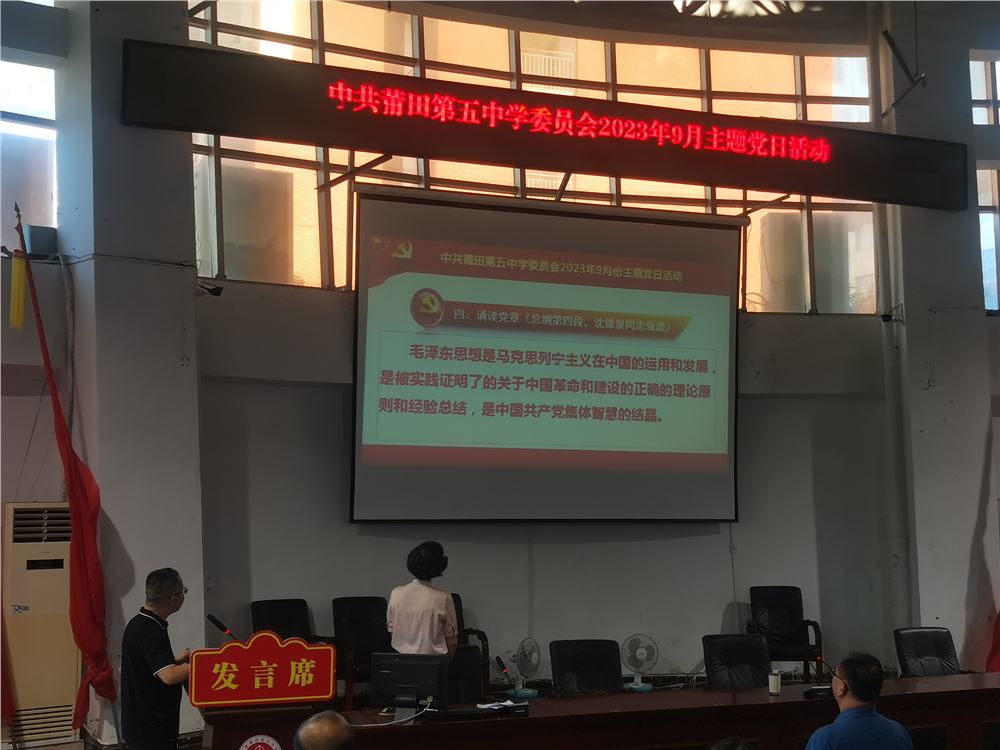 中共莆田第五中学委员会2023年9月主题党日活动
中共莆田第五中学委员会2023年9月份主题党日活动
四、诵读党章（总纲第四段，沈锦泉同志领读）
毛泽东思想是马克思列宁主义在中国的运用和发展，
是被实践证明了的关于中国革命和建设的正确的理论原
则和经验总结，是中国共产党集体智慧的结晶。
发言席